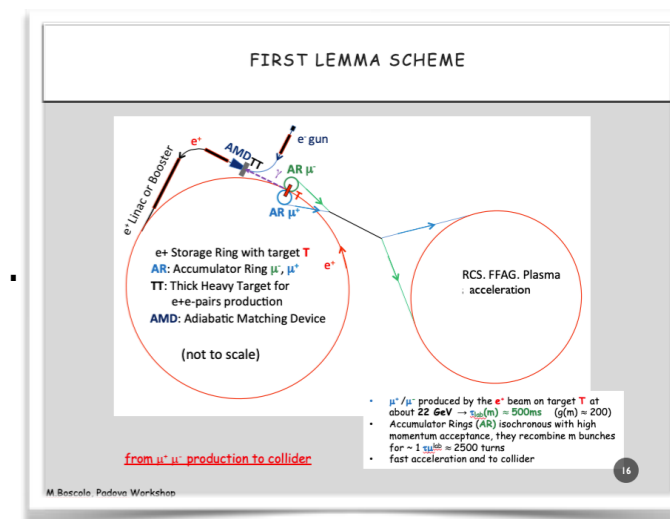 FIRST LEMMA SCHEME
e⁺ Linac or Booster
e⁺
AMD
TT
e⁻ gun
γ
AR μ⁻
T
AR μ⁺
e⁺ Storage Ring with target T
AR: Accumulator Ring μ⁻, μ⁺
e⁺
TT: Thick Heavy Target for
e+e-pairs production
AMD: Adiabatic Matching Device
(not to scale)
RCS. FFAG. Plasma
acceleration
• μ⁺/μ⁻ produced by the e⁺ beam on target T at
about 22 GeV → τlab(m) ≈ 500ms (g(m) ≈ 200)
• Accumulator Rings (AR) isochronous with high
momentum acceptance, they recombine m bunches
for ~ 1 τμlab ≈ 2500 turns
• fast acceleration and to collider
from μ⁺ μ⁻ production to collider
16
M.Boscolo, Padova Workshop